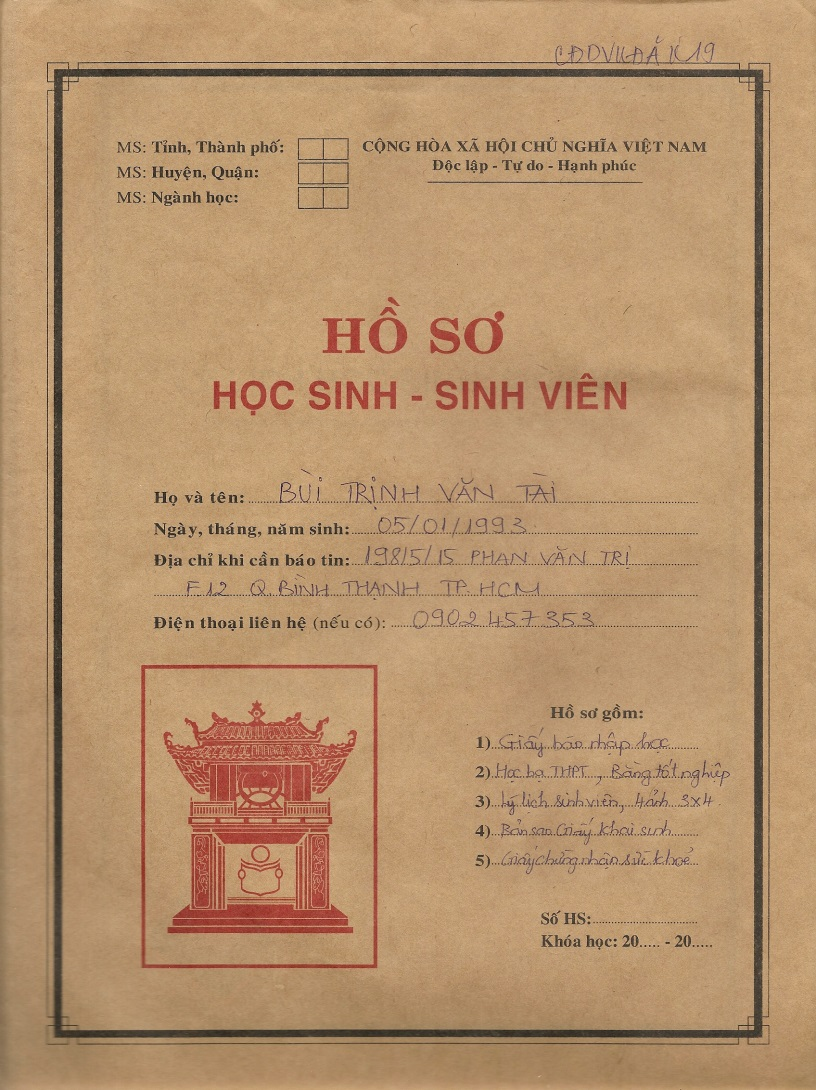 CĐDVKĐĂ K19
MS: Tỉnh, Thành phố:
MS: Huyện, Quận:
MS: Ngành học:
CỘNG HÒA XÃ HỘI CHỦ NGHĨA VIỆT NAM
Độc lập - Tự do - Hạnh phúc
HỒ SƠ
HỌC SINH - SINH VIÊN
Họ và tên: BÙI TRỊNH VĂN TÀI
Ngày, tháng, năm sinh: 05/01/1993
Địa chỉ khi cần báo tin: 198/5/15 PHAN VĂN TRỊ
F.12 Q. BÌNH THẠNH TP. HCM
Điện thoại liên hệ (nếu có): 0902 457 353
Hồ sơ gồm:
1) Giấy báo nhập học
2) Học bạ THPT, Bằng tốt nghiệp
3) Lý lịch sinh viên, 4 ảnh 3x4
4) Bản sao Giấy khai sinh
5) Giấy chứng nhận sức khoẻ
Số HS:
Khóa học: 20..... - 20.....